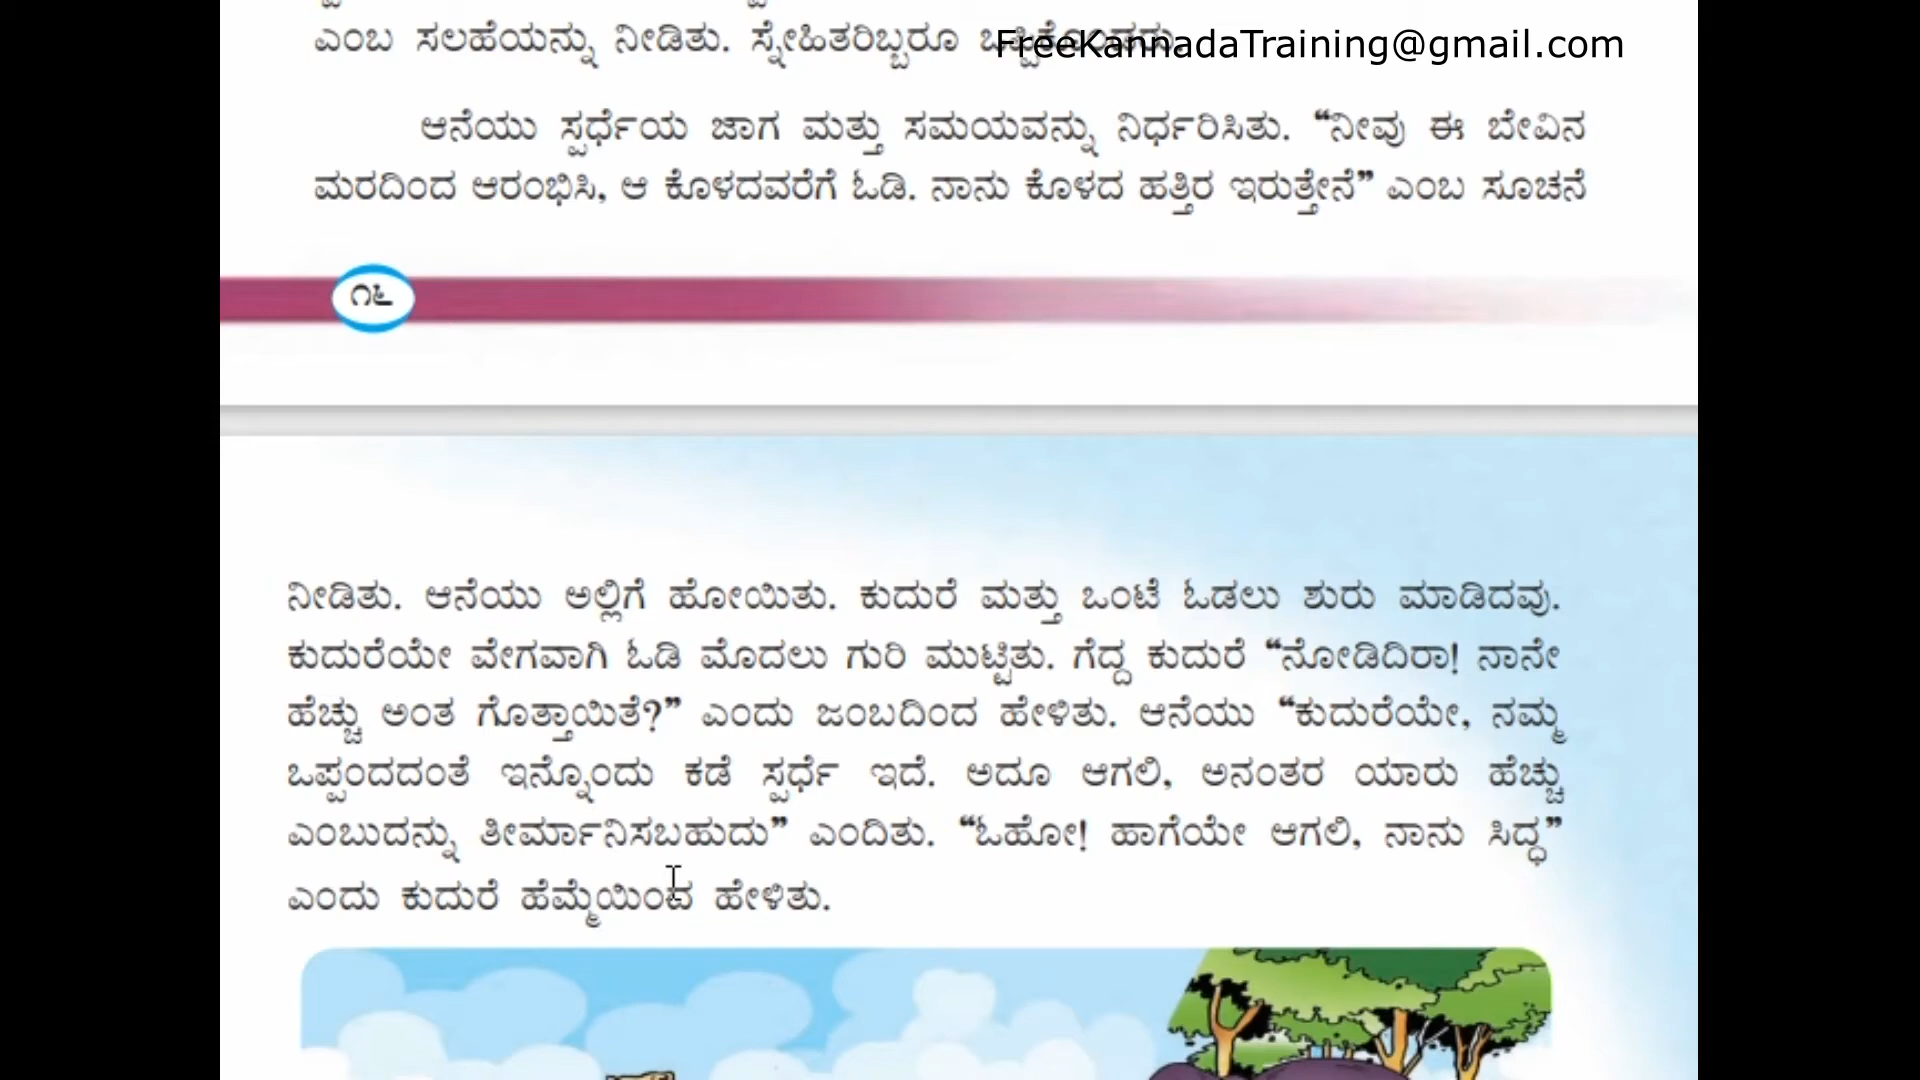 ಎಂಬ ಸಲಹೆಯನ್ನು ನೀಡಿತು. ಸ್ನೇಹಿತರಿಬ್ಬರೂ
FreeKannadaTraining@gmail.com
ಆನೆಯು ಸ್ಪರ್ಧೆಯ ಜಾಗ ಮತ್ತು ಸಮಯವನ್ನು ನಿರ್ಧರಿಸಿತು. “ನೀವು ಈ ಬೇವಿನ
ಮರದಿಂದ ಆರಂಭಿಸಿ, ಆ ಕೊಳದವರೆಗೆ ಓಡಿ. ನಾನು ಕೊಳದ ಹತ್ತಿರ ಇರುತ್ತೇನೆ” ಎಂಬ ಸೂಚನೆ
೧೬
ನೀಡಿತು. ಆನೆಯು ಅಲ್ಲಿಗೆ ಹೋಯಿತು. ಕುದುರೆ ಮತ್ತು ಒಂಟೆ ಓಡಲು ಶುರು ಮಾಡಿದವು.
ಕುದುರೆಯೇ ವೇಗವಾಗಿ ಓಡಿ ಮೊದಲು ಗುರಿ ಮುಟ್ಟಿತು. ಗೆದ್ದ ಕುದುರೆ “ನೋಡಿದಿರಾ! ನಾನೇ
ಹೆಚ್ಚು ಅಂತ ಗೊತ್ತಾಯಿತೆ?” ಎಂದು ಜಂಬದಿಂದ ಹೇಳಿತು. ಆನೆಯು “ಕುದುರೆಯೇ, ನಮ್ಮ
ಒಪ್ಪಂದದಂತೆ ಇನ್ನೊಂದು ಕಡೆ ಸ್ಪರ್ಧೆ ಇದೆ. ಅದೂ ಆಗಲಿ, ಅನಂತರ ಯಾರು ಹೆಚ್ಚು
ಎಂಬುದನ್ನು ತೀರ್ಮಾನಿಸಬಹುದು” ಎಂದಿತು. “ಓಹೋ! ಹಾಗೆಯೇ ಆಗಲಿ, ನಾನು ಸಿದ್ಧ”
ಎಂದು ಕುದುರೆ ಹೆಮ್ಮೆಯಿಂದ ಹೇಳಿತು.